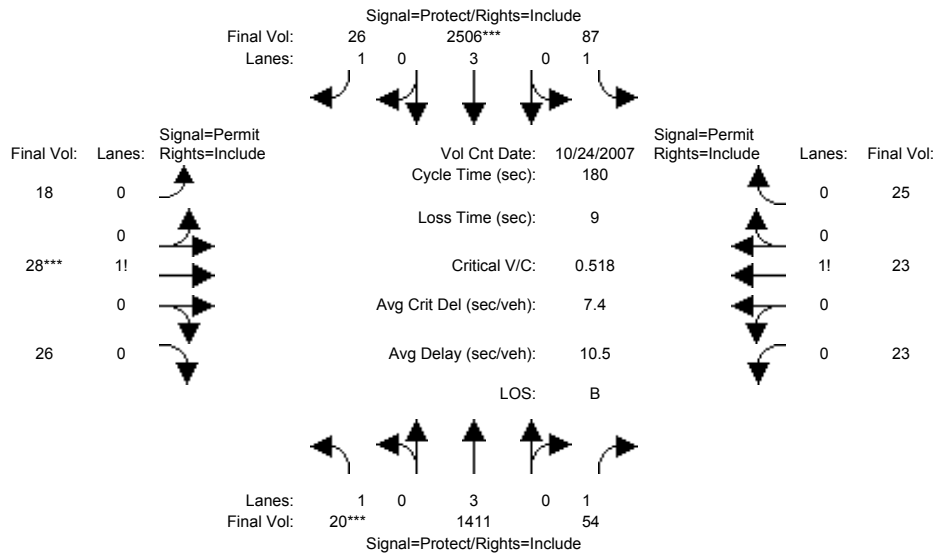 Signal=Protect/Rights=Include
Final Vol: 26 2506*** 87
Lanes: 1 0 3 0 1
Signal=Permit Signal=Permit
Final Vol: Lanes: Rights=Include Vol Cnt Date: 10/24/2007 Rights=Include Lanes: Final Vol:
Cycle Time (sec): 180
18 0 0 25
Loss Time (sec): 9
0 0
28*** 1! Critical V/C: 0.518 1! 23
0 Avg Crit Del (sec/veh): 7.4 0
26 0 Avg Delay (sec/veh): 10.5 0 23
LOS: B
Lanes: 1 0 3 0 1
Final Vol: 20*** 1411 54
Signal=Protect/Rights=Include